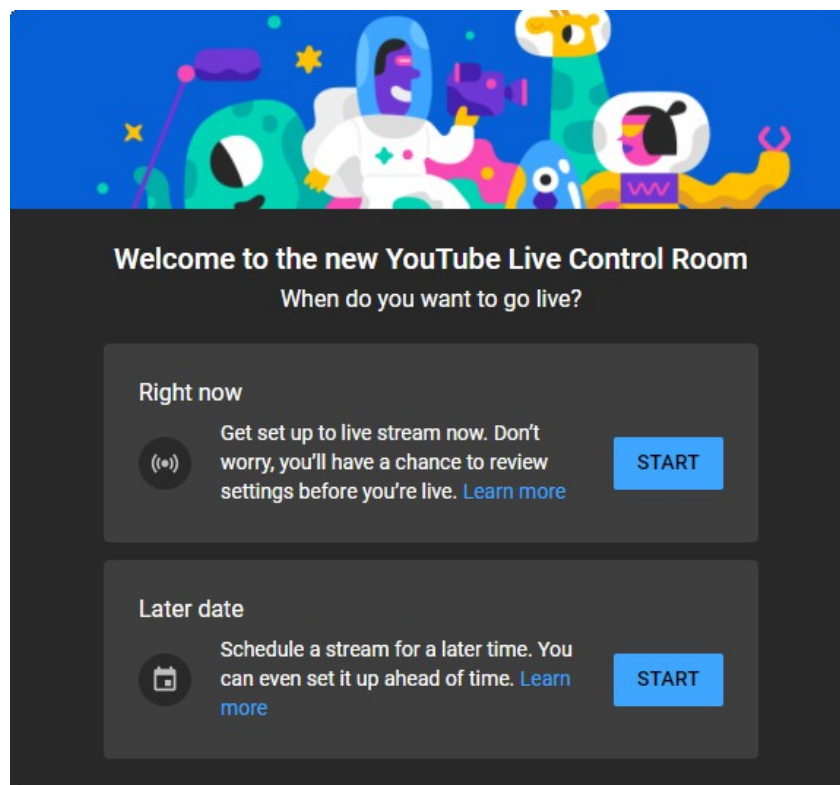 Welcome to the new YouTube Live Control Room
When do you want to go live?
Right now
Get set up to live stream now. Don’t
worry, you’ll have a chance to review
settings before you’re live. Learn more
START
Later date
Schedule a stream for a later time. You
can even set it up ahead of time. Learn
more
START